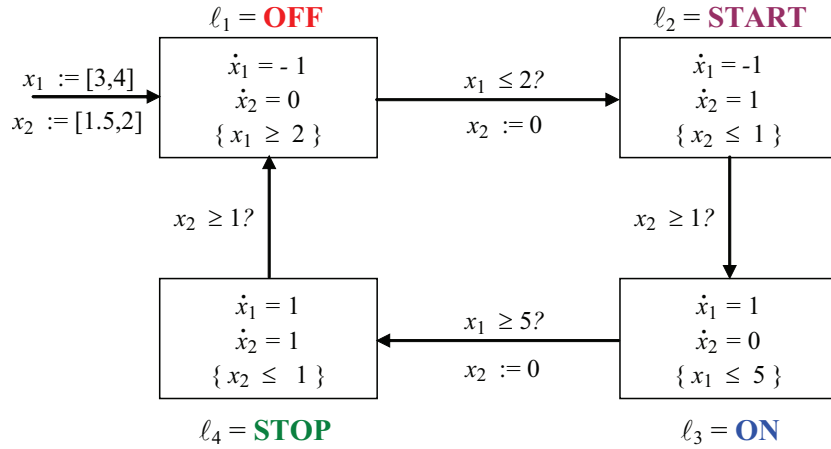 ℓ₁ = OFF
ẋ₁ = - 1
ẋ₂ = 0
{ x₁ ≥ 2 }
x₁ := [3,4]
x₂ := [1.5,2]
x₁ ≤ 2?
x₂ := 0
ℓ₂ = START
ẋ₁ = -1
ẋ₂ = 1
{ x₂ ≤ 1 }
x₂ ≥ 1?
x₂ ≥ 1?
ẋ₁ = 1
ẋ₂ = 1
{ x₂ ≤ 1 }
ℓ₄ = STOP
x₁ ≥ 5?
x₂ := 0
ẋ₁ = 1
ẋ₂ = 0
{ x₁ ≤ 5 }
ℓ₃ = ON